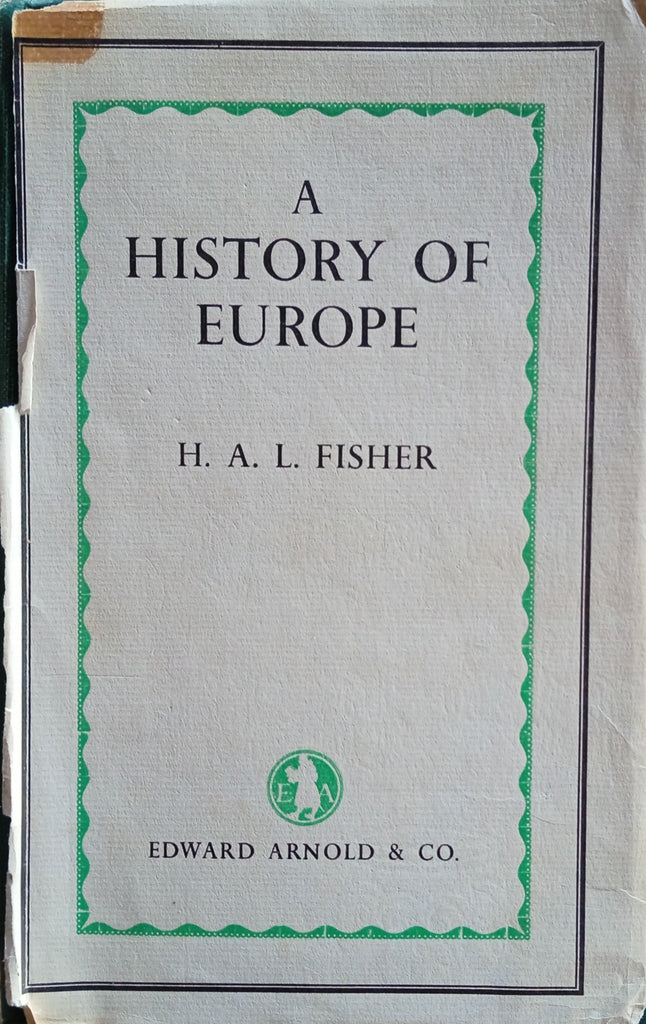 A
HISTORY OF
EUROPE
H. A. L. FISHER
E A
EDWARD ARNOLD & CO.